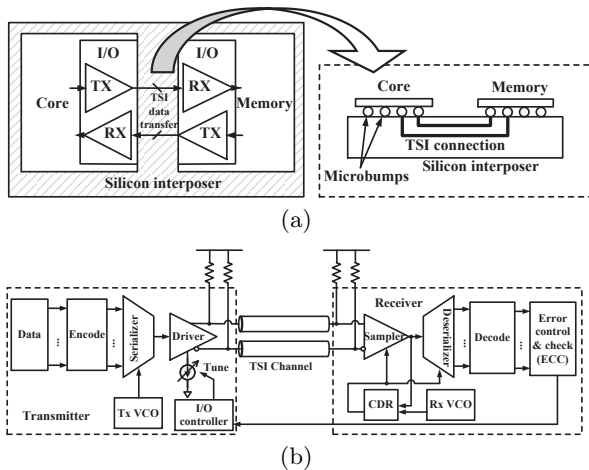 I/O
I/O
Core
TX
RX
TSI
data
transfer
RX
TX
Memory
Silicon interposer
Core
Memory
TSI connection
Microbumps
Silicon interposer
(a)
Data
...
Encode
...
Serializer
Driver
Tune
Tx VCO
I/O
controller
Transmitter
TSI Channel
Receiver
Sampler
Deserializer
...
Decode
...
Error
control
& check
(ECC)
CDR
Rx VCO
(b)